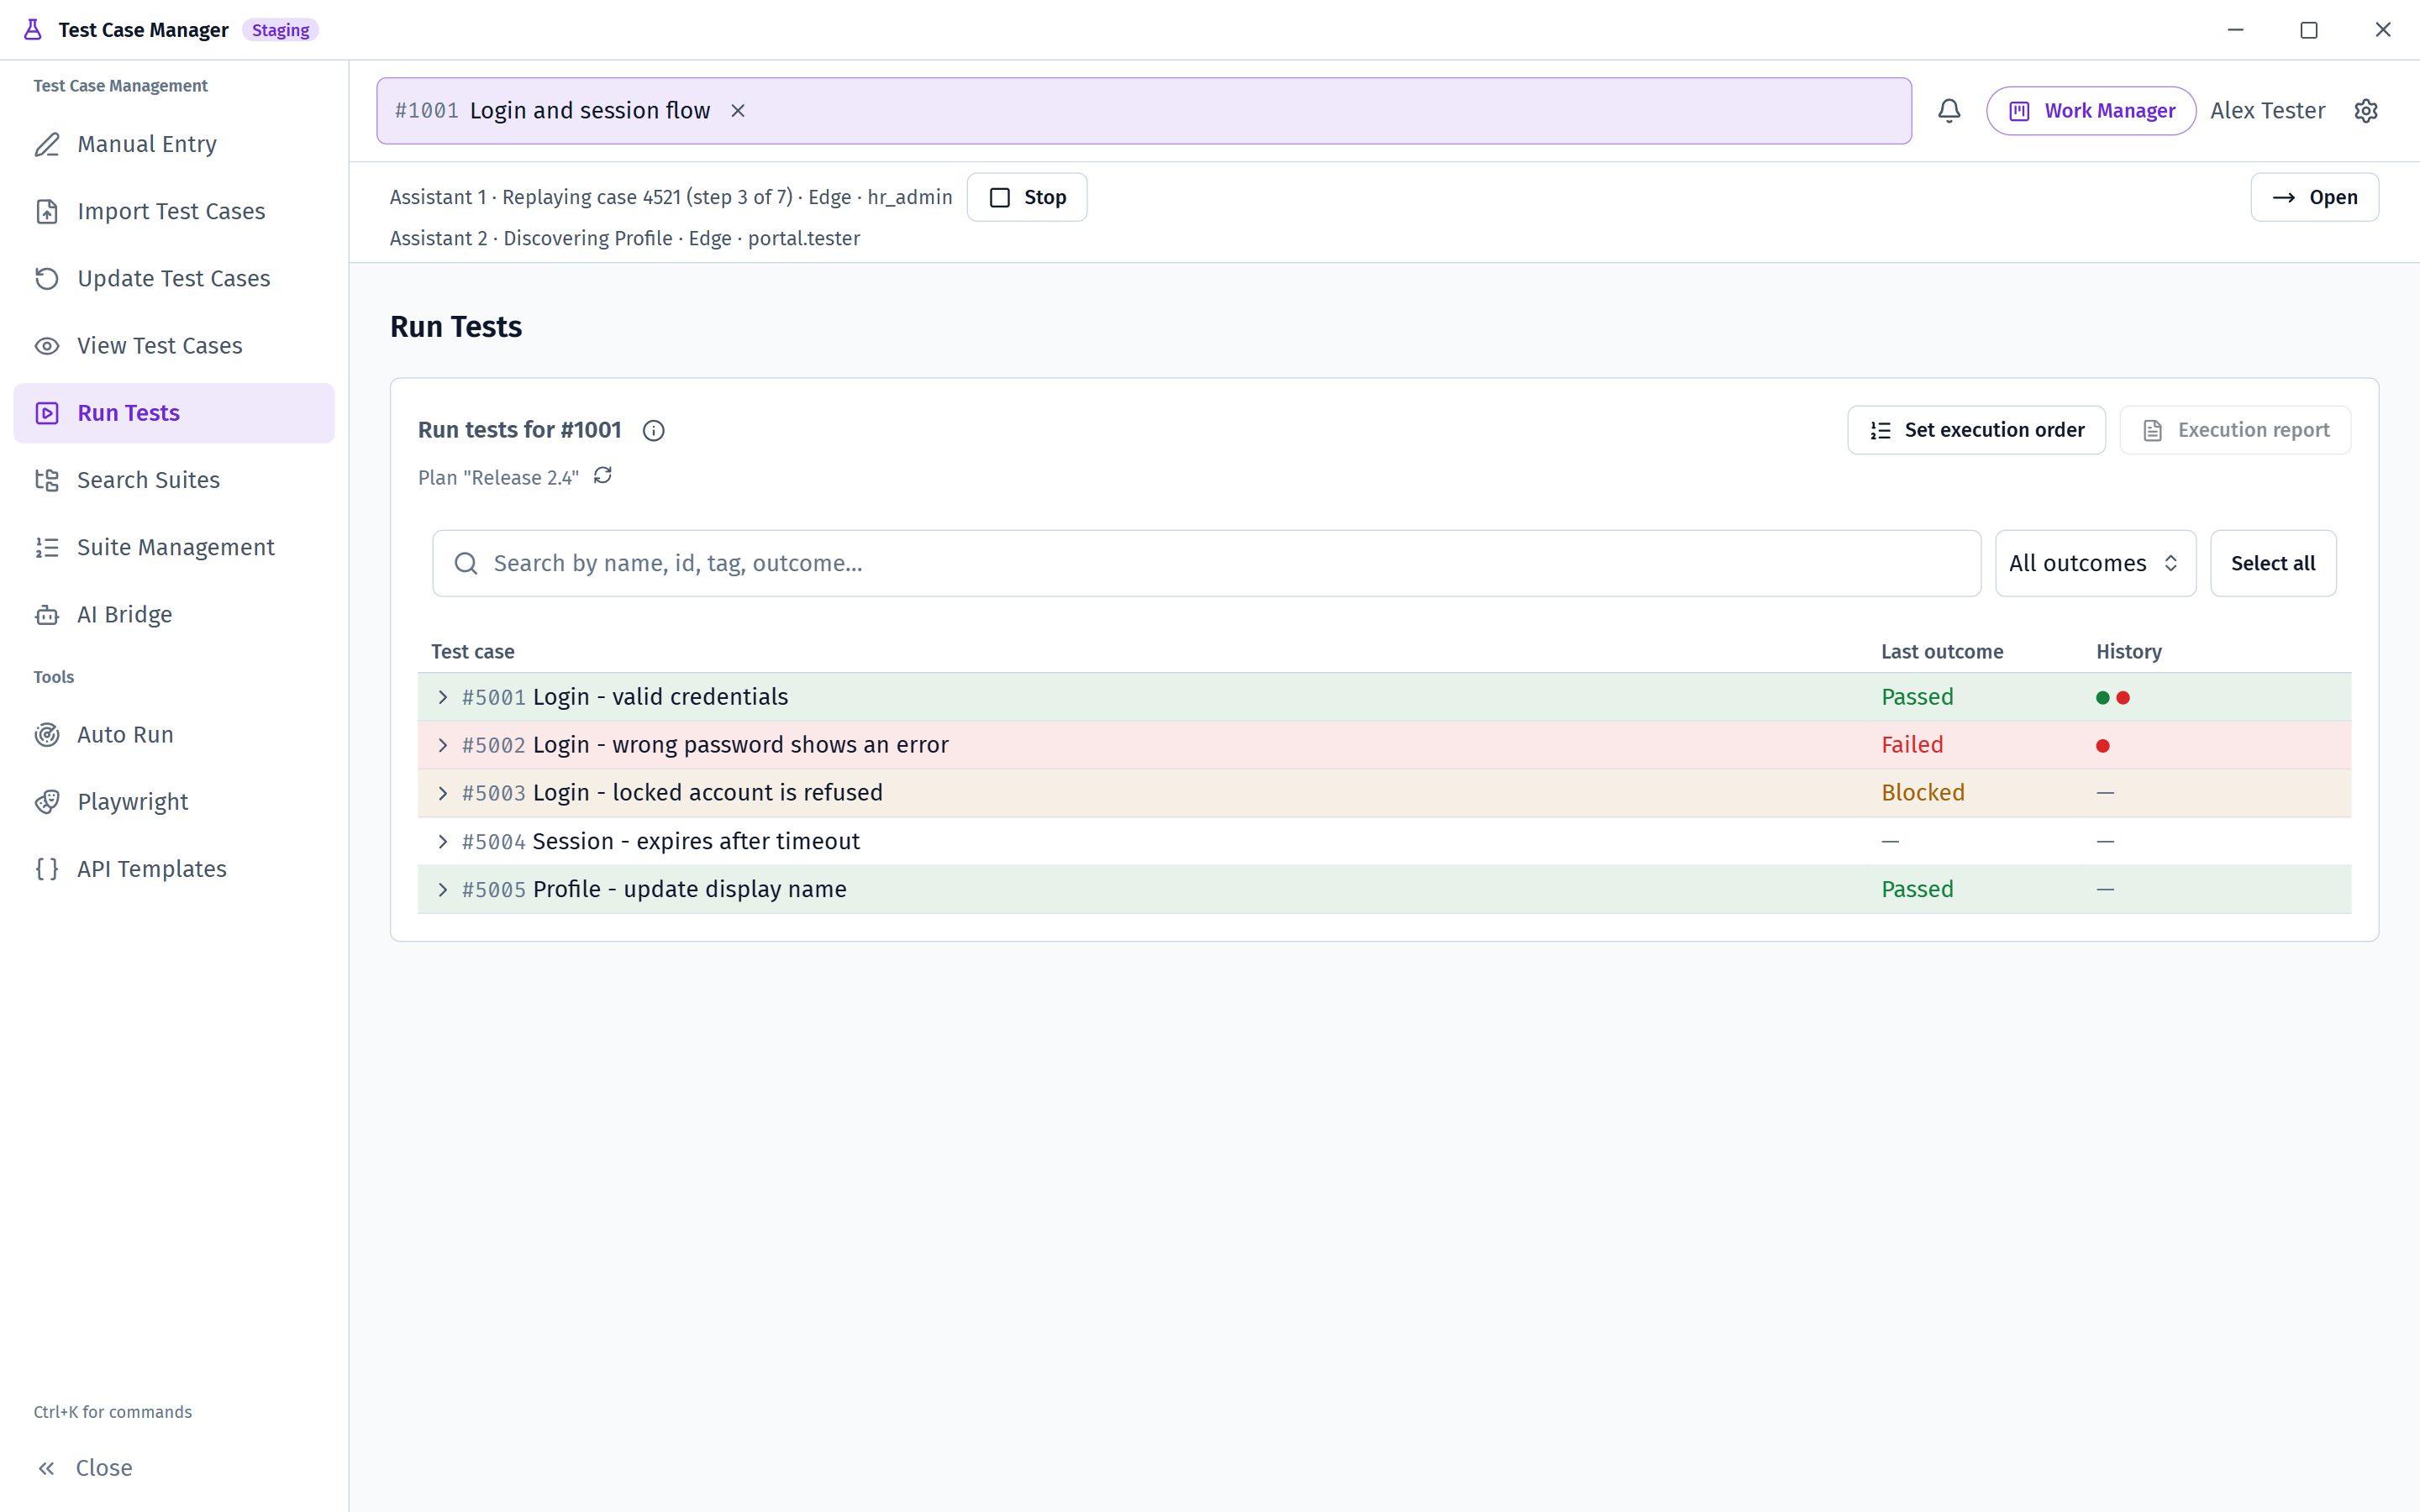 Test Case Manager Staging
Test Case Management
Manual Entry
Import Test Cases
Update Test Cases
View Test Cases
Run Tests
Search Suites
Suite Management
AI Bridge
Tools
Auto Run
Playwright
API Templates
Ctrl+K for commands
Close
#1001 Login and session flow
Work Manager
Alex Tester
Assistant 1 · Replaying case 4521 (step 3 of 7) · Edge · hr_admin Stop Open
Assistant 2 · Discovering Profile · Edge · portal.tester
Run Tests
Run tests for #1001
Set execution order Execution report
Plan "Release 2.4"
Search by name, id, tag, outcome... All outcomes Select all
Test case Last outcome History
#5001 Login - valid credentials Passed
#5002 Login - wrong password shows an error Failed
#5003 Login - locked account is refused Blocked —
#5004 Session - expires after timeout — —
#5005 Profile - update display name Passed —